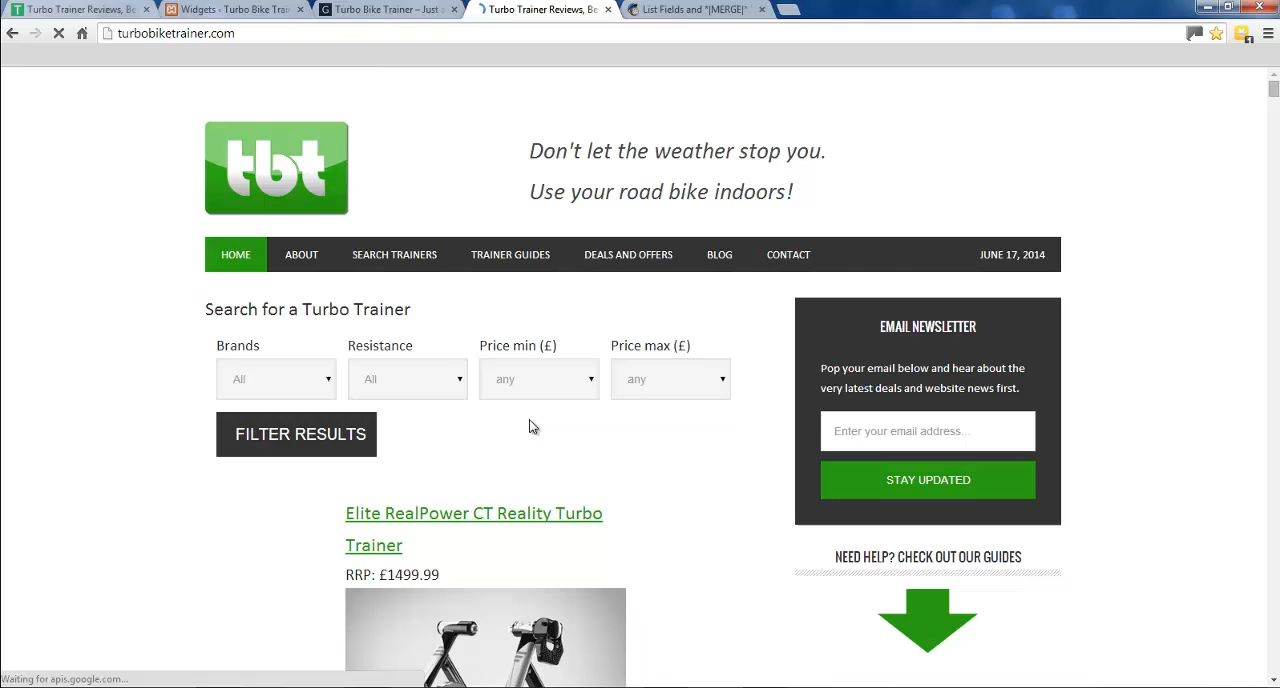 Turbo Trainer Reviews, Be
Widgets - Turbo Bike Train
Turbo Bike Trainer – Just a
Turbo Trainer Reviews, Be
List Fields and *|MERGE|*
turbobiketrainer.com
tbt
Don't let the weather stop you.
Use your road bike indoors!
HOME
ABOUT
SEARCH TRAINERS
TRAINER GUIDES
DEALS AND OFFERS
BLOG
CONTACT
JUNE 17, 2014
Search for a Turbo Trainer
Brands
Resistance
Price min (£)
Price max (£)
All
All
any
any
FILTER RESULTS
Elite RealPower CT Reality Turbo
Trainer
RRP: £1499.99
EMAIL NEWSLETTER
Pop your email below and hear about the
very latest deals and website news first.
Enter your email address...
STAY UPDATED
NEED HELP? CHECK OUT OUR GUIDES
Waiting for apis.google.com...